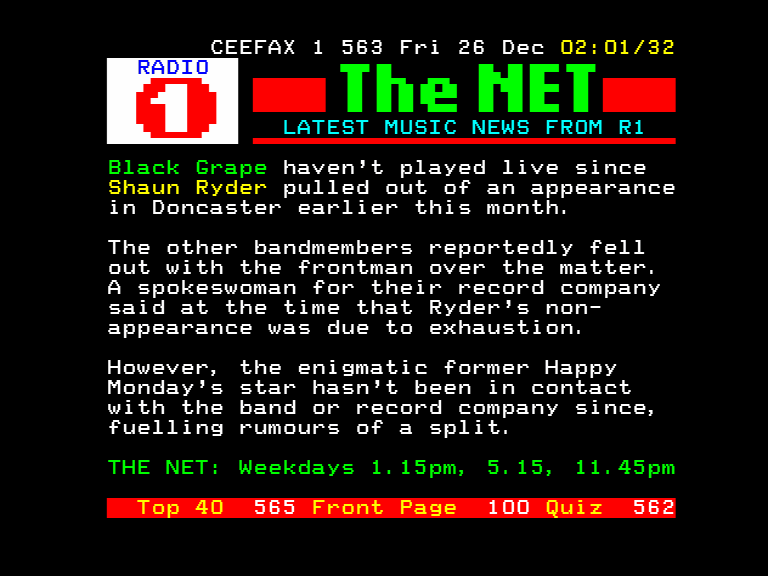 CEEFAX 1 563 Fri 26 Dec 02:01/32
RADIO
1
The NET
LATEST MUSIC NEWS FROM R1
Black Grape haven't played live since
Shaun Ryder pulled out of an appearance
in Doncaster earlier this month.
The other bandmembers reportedly fell
out with the frontman over the matter.
A spokeswoman for their record company
said at the time that Ryder's non-
appearance was due to exhaustion.
However, the enigmatic former Happy
Monday's star hasn't been in contact
with the band or record company since,
fuelling rumours of a split.
THE NET: Weekdays 1.15pm, 5.15, 11.45pm
Top 40 565 Front Page 100 Quiz 562